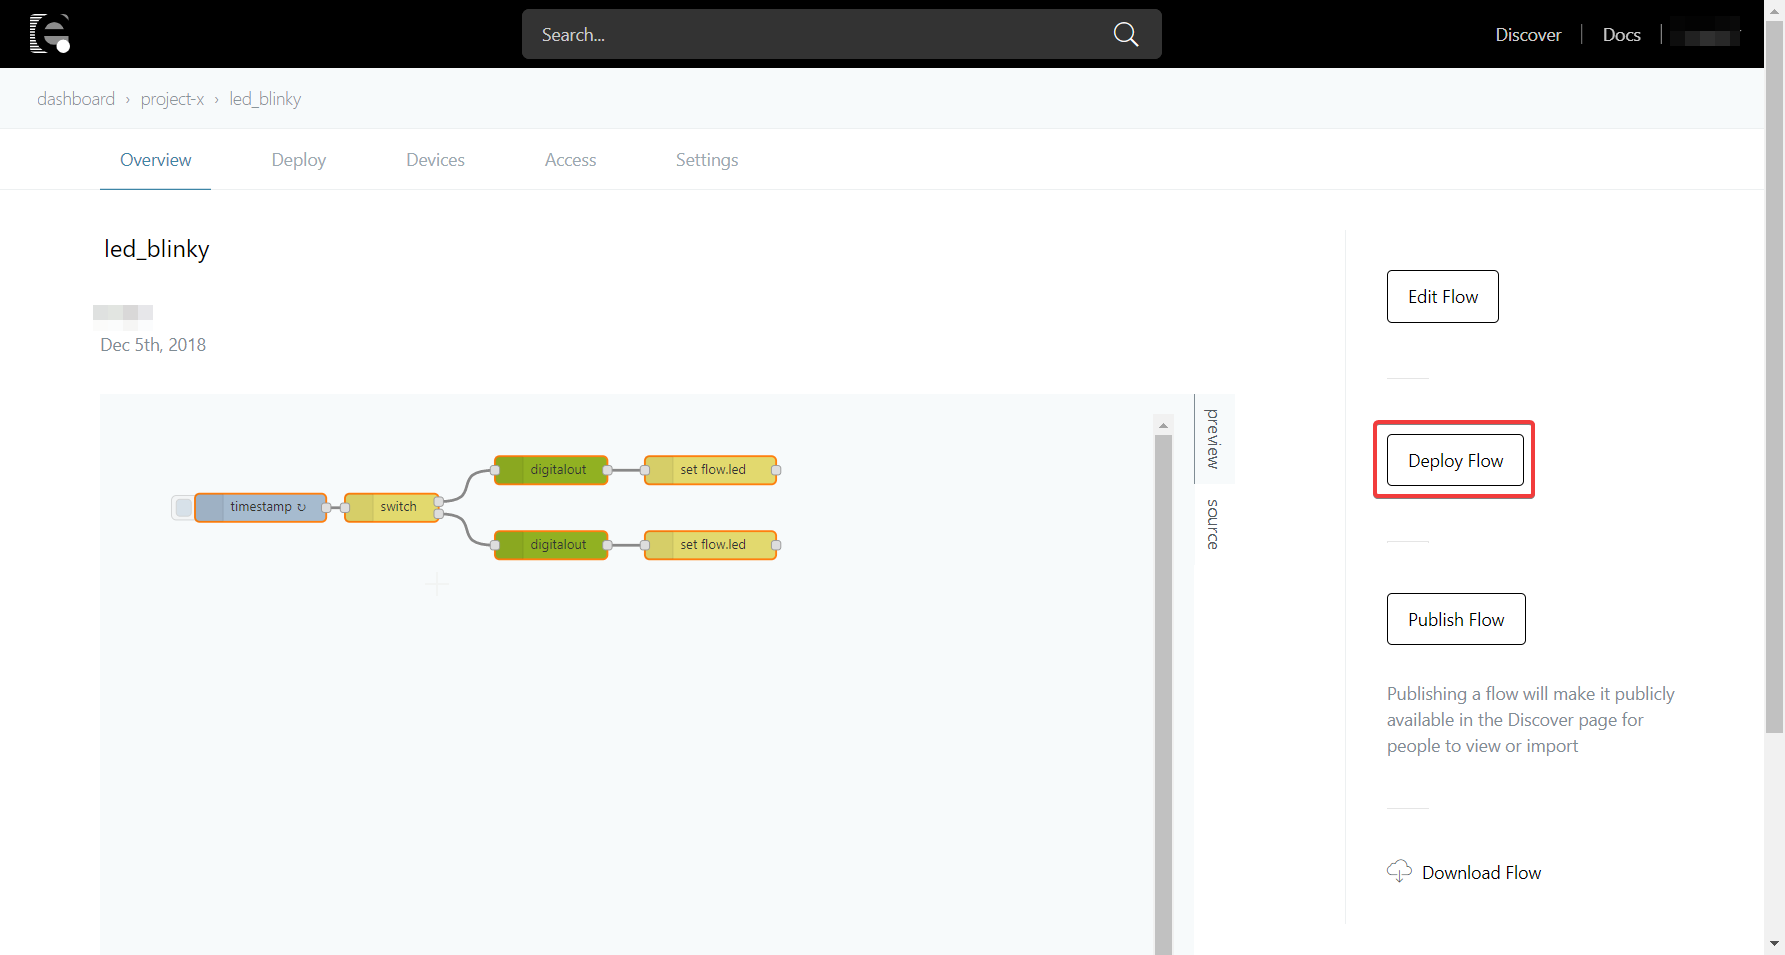 Search...
Discover
Docs
dashboard › project-x › led_blinky
Overview
Deploy
Devices
Access
Settings
led_blinky
Dec 5th, 2018
timestamp ↻
switch
digitalout
set flow.led
digitalout
set flow.led
preview
source
Edit Flow
Deploy Flow
Publish Flow
Publishing a flow will make it publicly
available in the Discover page for
people to view or import
Download Flow